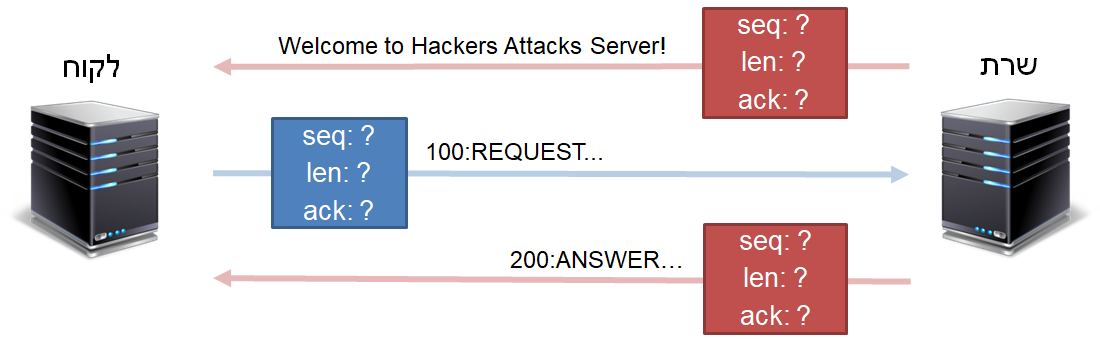 Welcome to Hackers Attacks Server!
seq: ?
len: ?
ack: ?
לקוח
שרת
seq: ?
len: ?
ack: ?
100:REQUEST...
200:ANSWER...
seq: ?
len: ?
ack: ?